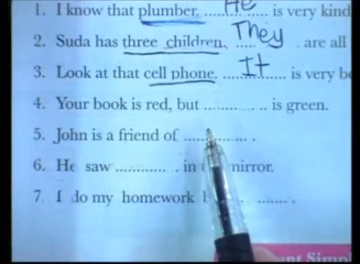 1. I know that plumber. He is very kind
2. Suda has three children, They are all
3. Look at that cell phone. It is very b
4. Your book is red, but .......... is green.
5. John is a friend of .......... .
6. He saw .......... in mirror.
7. I do my homework .......... .